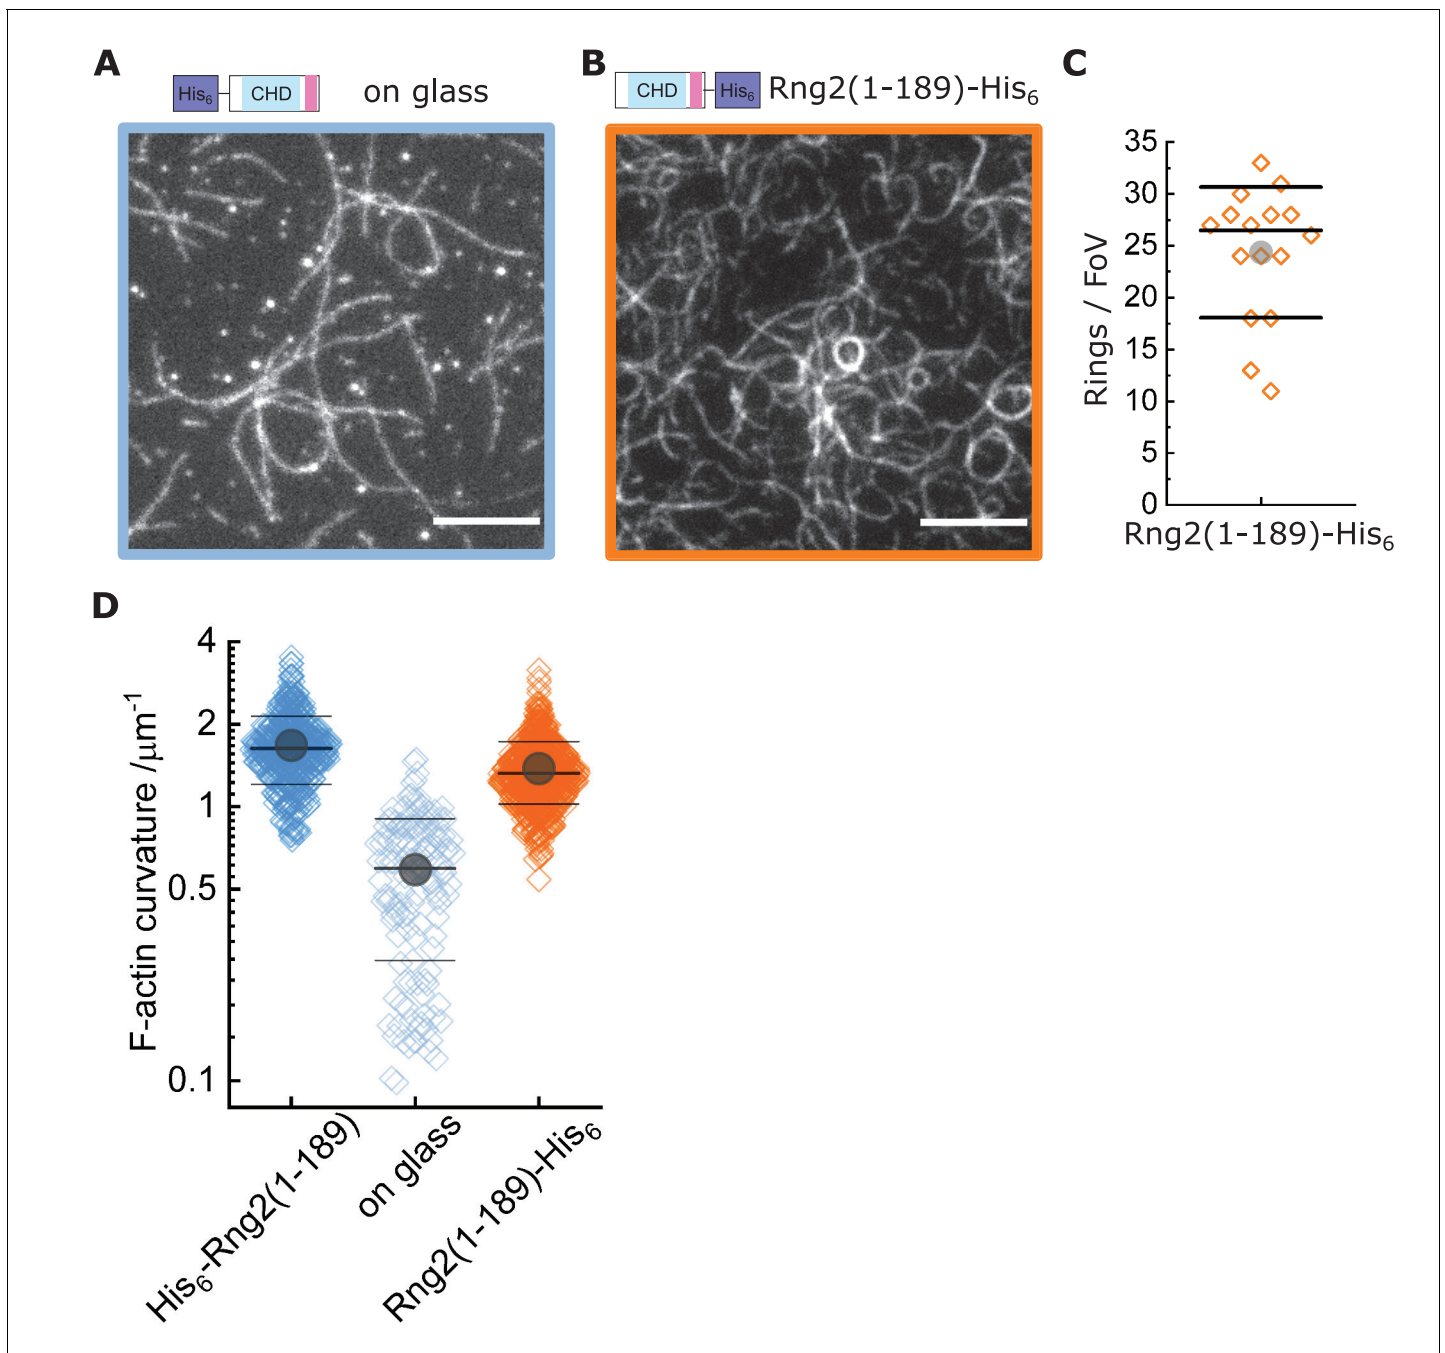 A
His6
CHD
on glass
B
CHD
His6
Rng2(1-189)-His6
C
35
30
25
20
15
10
5
0
Rings / FoV
Rng2(1-189)-His6
D
4
2
1
0.5
0.1
F-actin curvature /μm-1
His6-Rng2(1-189)
on glass
Rng2(1-189)-His6